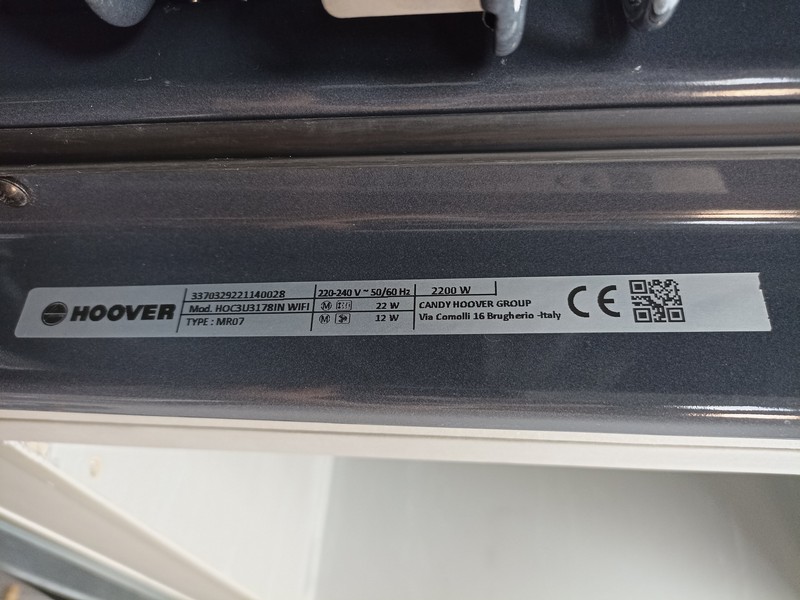 HOOVER
3370329221140028
Mod. HOC3U3178IN WIFI
TYPE : MR07
220-240 V ~ 50/60 Hz
M 22 W
M 12 W
2200 W
CANDY HOOVER GROUP
Via Comolli 16 Brugherio -Italy
CE